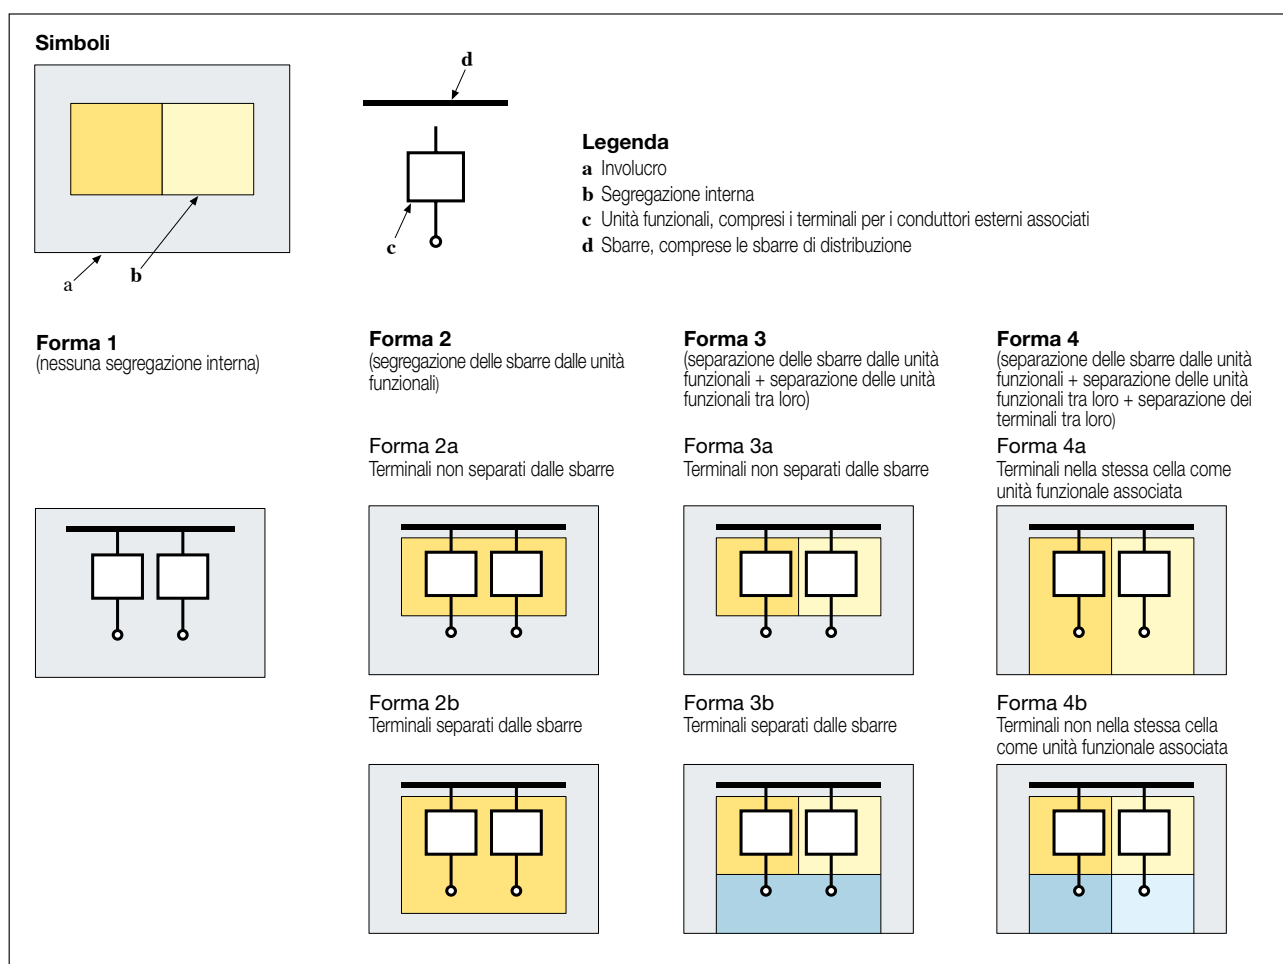 Simboli
d
c
a
b
Legenda
a Involucro
b Segregazione interna
c Unità funzionali, compresi i terminali per i conduttori esterni associati
d Sbarre, comprese le sbarre di distribuzione
Forma 1
(nessuna segregazione interna)
Forma 2
(segregazione delle sbarre dalle unità
funzionali)
Forma 3
(separazione delle sbarre dalle unità
funzionali + separazione delle unità
funzionali tra loro)
Forma 4
(separazione delle sbarre dalle unità
funzionali + separazione delle unità
funzionali tra loro + separazione dei
terminali tra loro)
Forma 2a
Terminali non separati dalle sbarre
Forma 3a
Terminali non separati dalle sbarre
Forma 4a
Terminali nella stessa cella come
unità funzionale associata
Forma 2b
Terminali separati dalle sbarre
Forma 3b
Terminali separati dalle sbarre
Forma 4b
Terminali non nella stessa cella
come unità funzionale associata